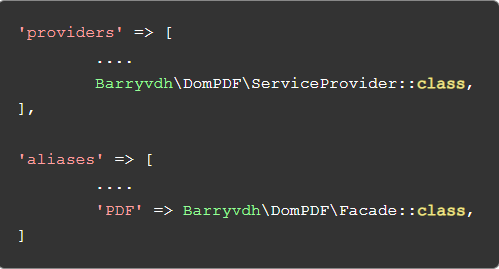 'providers' => [
        ....
        Barryvdh\DomPDF\ServiceProvider::class,
],

'aliases' => [
        ....
        'PDF' => Barryvdh\DomPDF\Facade::class,
]